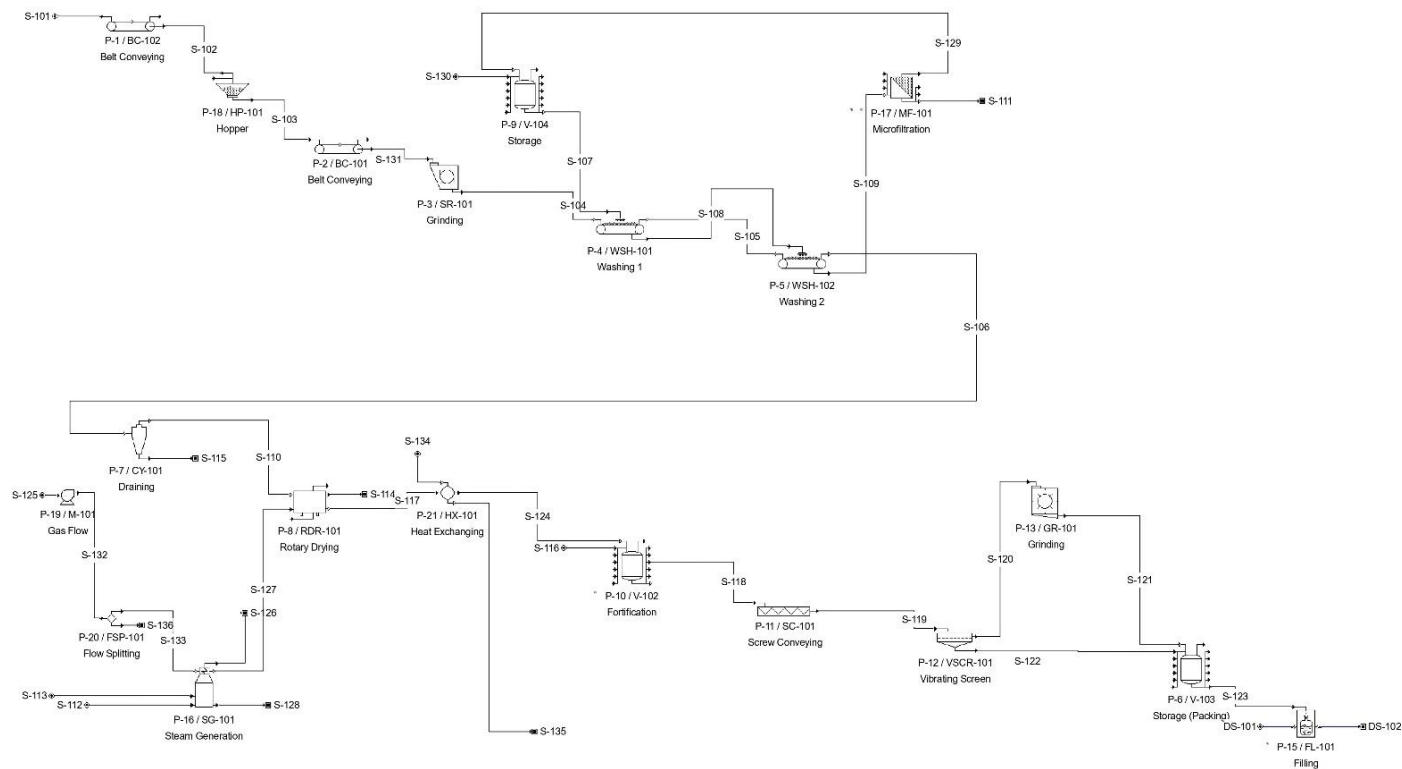 S-101
P-1 / BC-102
Belt Conveying
S-102
P-18 / HP-101
Hopper
S-103
P-2 / BC-101
Belt Conveying
S-131
P-3 / SR-101
Grinding
S-104
S-130
P-9 / V-104
Storage
S-107
P-4 / WSH-101
Washing 1
S-108
S-105
P-5 / WSH-102
Washing 2
S-129
P-17 / MF-101
Microfiltration
S-111
S-109
S-106
P-7 / CY-101
Draining
S-115
S-110
S-125
P-19 / M-101
Gas Flow
S-132
P-20 / FSP-101
Flow Splitting
S-136
S-133
S-127
S-126
S-113
S-112
P-16 / SG-101
Steam Generation
S-128
P-8 / RDR-101
Rotary Drying
S-114
S-117
S-134
P-21 / HX-101
Heat Exchanging
S-124
S-135
S-116
P-10 / V-102
Fortification
S-118
P-11 / SC-101
Screw Conveying
S-119
P-12 / VSCR-101
Vibrating Screen
S-120
P-13 / GR-101
Grinding
S-121
S-122
P-6 / V-103
Storage (Packing)
S-123
DS-101
P-15 / FL-101
Filling
DS-102